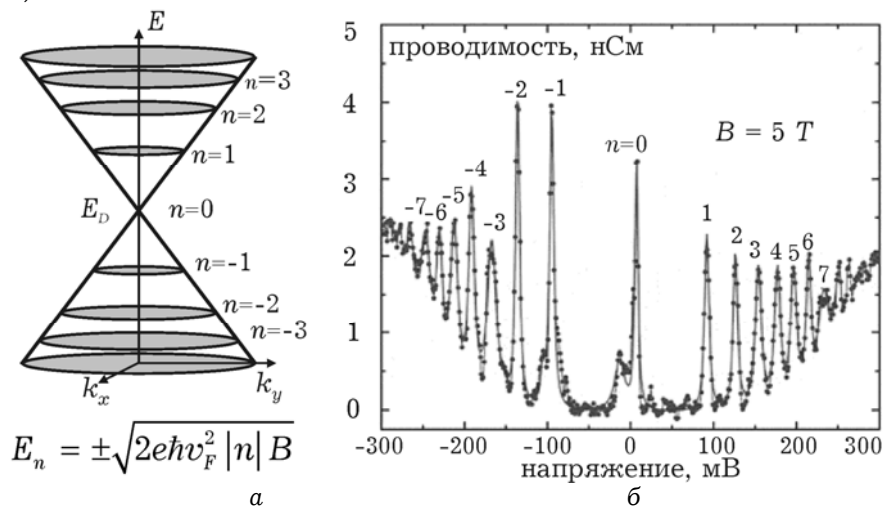 E
n=3
n=2
n=1
E_D n=0
n=-1
n=-2
n=-3
k_x k_y
E_n = ±√(2eħv_F^2 |n| B)
а
проводимость, нСм
5
4
3
2
1
0
-7 -6 -5 -4 -3 -2 -1 n=0 1 2 3 4 5 6 7
B = 5 T
-300 -200 -100 0 100 200 300
напряжение, мВ
б